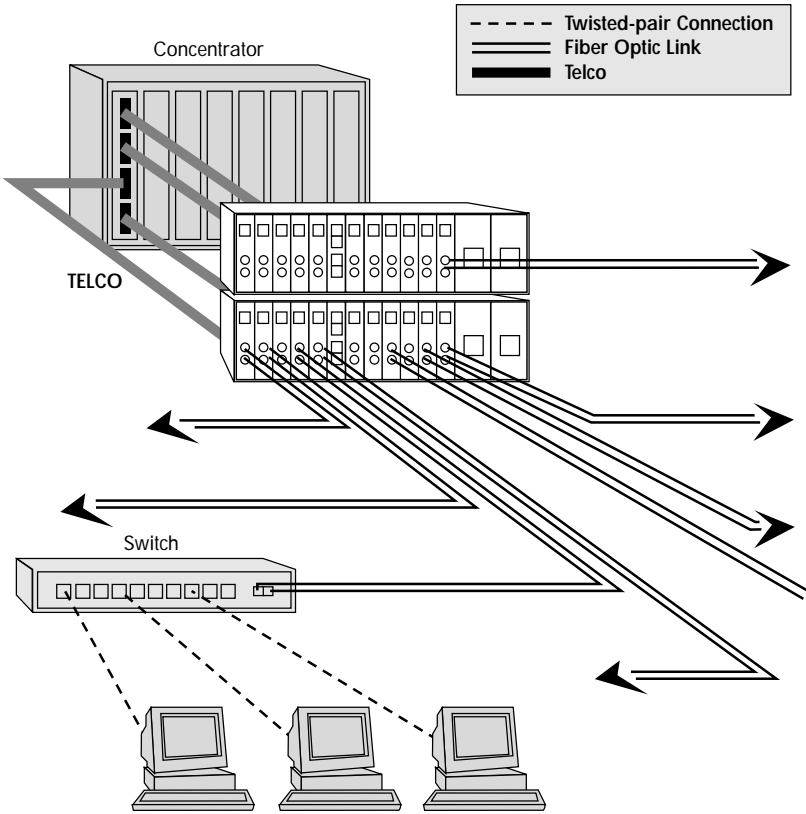 Twisted-pair Connection
Fiber Optic Link
Telco
Concentrator
TELCO
Switch